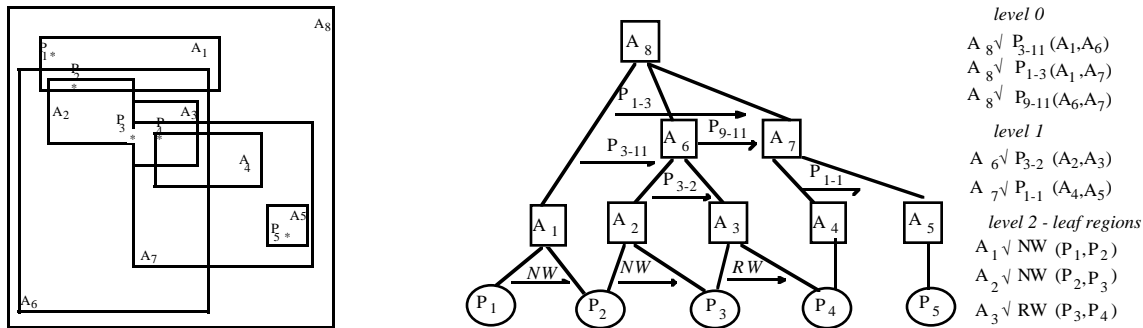 A8
P1 *
A1
P2 *
A2
P3 *
P4 *
A3
A4
A5
P5 *
A7
A6
A8
P1-3
P3-11
A6
P9-11
A7
P3-2
P1-1
A1
A2
A3
A4
A5
NW
NW
RW
P1
P2
P3
P4
P5
level 0
A8√ P3-11 (A1,A6)
A8√ P1-3 (A1,A7)
A8√ P9-11 (A6,A7)
level 1
A6√ P3-2 (A2,A3)
A7√ P1-1 (A4,A5)
level 2 - leaf regions
A1√ NW (P1,P2)
A2√ NW (P2,P3)
A3√ RW (P3,P4)